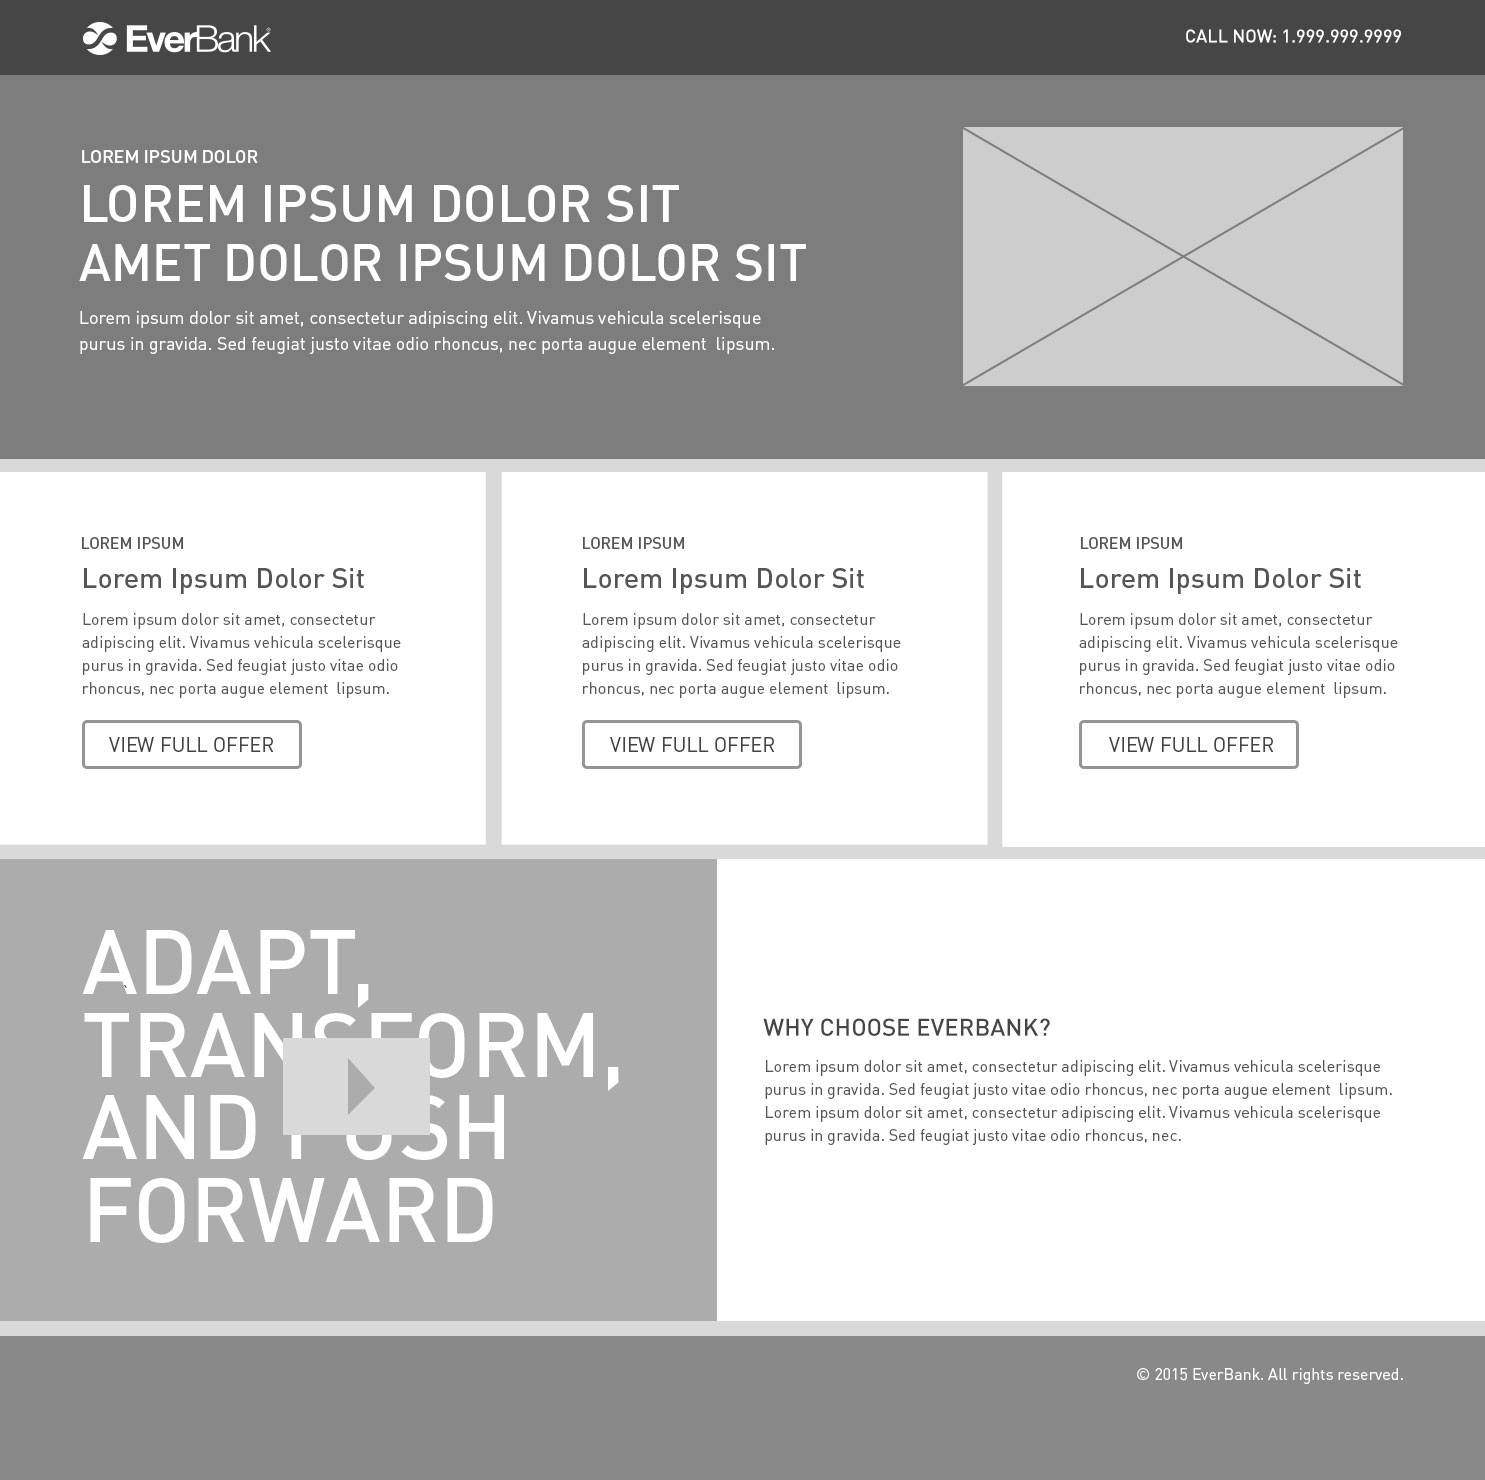 EverBank®
CALL NOW: 1.999.999.9999
LOREM IPSUM DOLOR
LOREM IPSUM DOLOR SIT
AMET DOLOR IPSUM DOLOR SIT
Lorem ipsum dolor sit amet, consectetur adipiscing elit. Vivamus vehicula scelerisque
purus in gravida. Sed feugiat justo vitae odio rhoncus, nec porta augue element lipsum.
LOREM IPSUM
Lorem Ipsum Dolor Sit
Lorem ipsum dolor sit amet, consectetur
adipiscing elit. Vivamus vehicula scelerisque
purus in gravida. Sed feugiat justo vitae odio
rhoncus, nec porta augue element lipsum.
VIEW FULL OFFER
LOREM IPSUM
Lorem Ipsum Dolor Sit
Lorem ipsum dolor sit amet, consectetur
adipiscing elit. Vivamus vehicula scelerisque
purus in gravida. Sed feugiat justo vitae odio
rhoncus, nec porta augue element lipsum.
VIEW FULL OFFER
LOREM IPSUM
Lorem Ipsum Dolor Sit
Lorem ipsum dolor sit amet, consectetur
adipiscing elit. Vivamus vehicula scelerisque
purus in gravida. Sed feugiat justo vitae odio
rhoncus, nec porta augue element lipsum.
VIEW FULL OFFER
ADAPT,
TRANSFORM,
AND PUSH
FORWARD
WHY CHOOSE EVERBANK?
Lorem ipsum dolor sit amet, consectetur adipiscing elit. Vivamus vehicula scelerisque
purus in gravida. Sed feugiat justo vitae odio rhoncus, nec porta augue element lipsum.
Lorem ipsum dolor sit amet, consectetur adipiscing elit. Vivamus vehicula scelerisque
purus in gravida. Sed feugiat justo vitae odio rhoncus, nec.
© 2015 EverBank. All rights reserved.